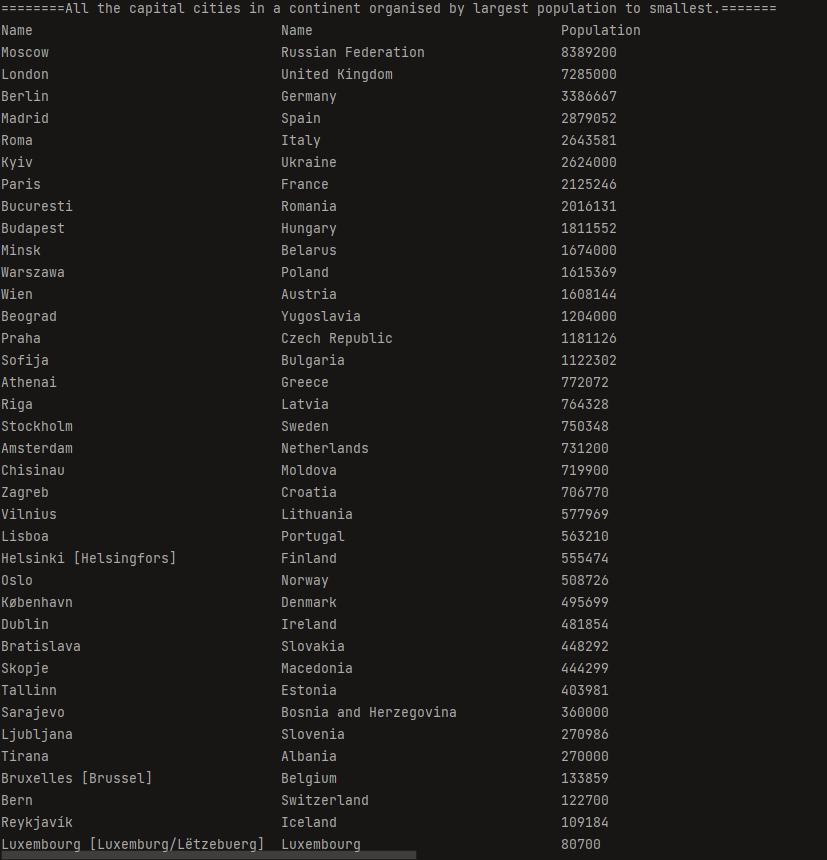 ========All the capital cities in a continent organised by largest population to smallest.=======
Name Name Population
Moscow Russian Federation 8389200
London United Kingdom 7285000
Berlin Germany 3386667
Madrid Spain 2879052
Roma Italy 2643581
Kyiv Ukraine 2624000
Paris France 2125246
Bucuresti Romania 2016131
Budapest Hungary 1811552
Minsk Belarus 1674000
Warszawa Poland 1615369
Wien Austria 1608144
Beograd Yugoslavia 1204000
Praha Czech Republic 1181126
Sofija Bulgaria 1122302
Athenai Greece 772072
Riga Latvia 764328
Stockholm Sweden 750348
Amsterdam Netherlands 731200
Chisinau Moldova 719900
Zagreb Croatia 706770
Vilnius Lithuania 577969
Lisboa Portugal 563210
Helsinki [Helsingfors] Finland 555474
Oslo Norway 508726
København Denmark 495699
Dublin Ireland 481854
Bratislava Slovakia 448292
Skopje Macedonia 444299
Tallinn Estonia 403981
Sarajevo Bosnia and Herzegovina 360000
Ljubljana Slovenia 270986
Tirana Albania 270000
Bruxelles [Brussel] Belgium 133859
Bern Switzerland 122700
Reykjavík Iceland 109184
Luxembourg [Luxemburg/Lëtzebuerg] Luxembourg 80700